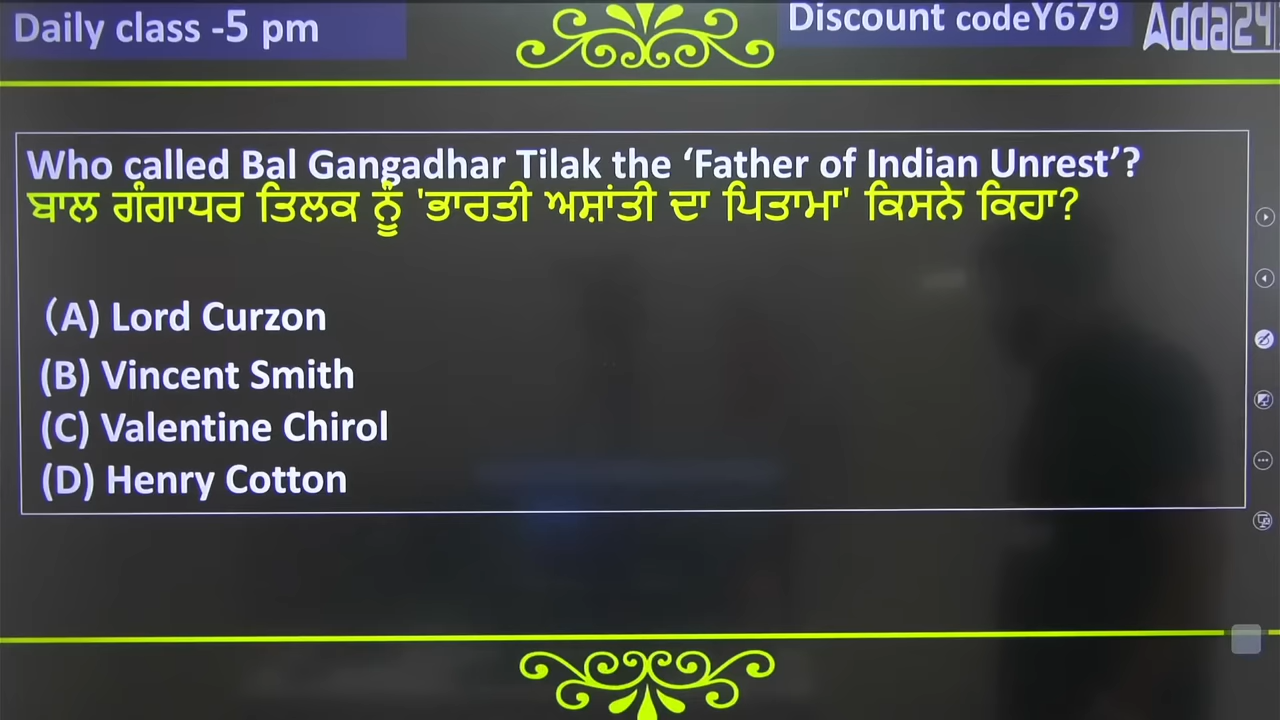 Daily class -5 pm
Discount codeY679
Adda24
Who called Bal Gangadhar Tilak the ‘Father of Indian Unrest’?
ਬਾਲ ਗੰਗਾਧਰ ਤਿਲਕ ਨੂੰ 'ਭਾਰਤੀ ਅਸ਼ਾਂਤੀ ਦਾ ਪਿਤਾਮਾ' ਕਿਸਨੇ ਕਿਹਾ?
(A) Lord Curzon
(B) Vincent Smith
(C) Valentine Chirol
(D) Henry Cotton